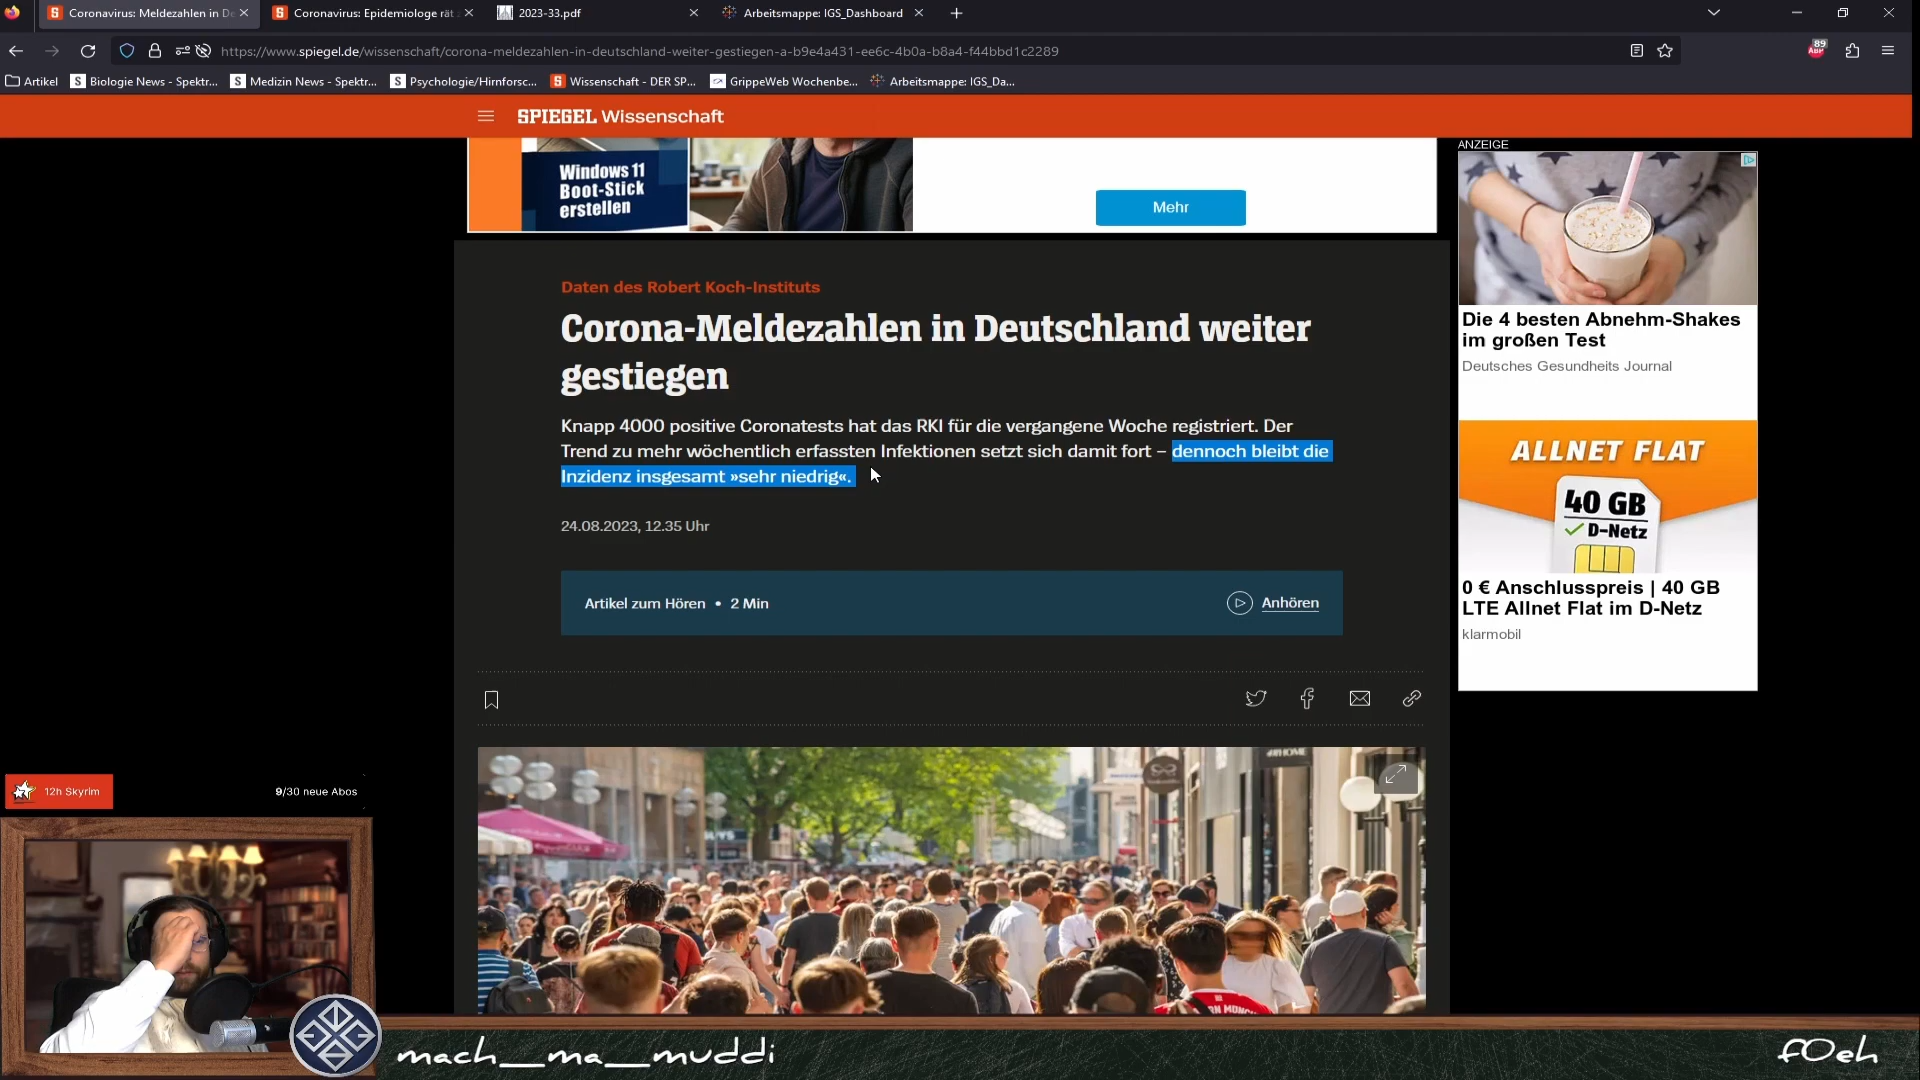 Coronavirus: Meldezahlen in De
Coronavirus: Epidemiologe rät z
2023-33.pdf
Arbeitsmappe: IGS_Dashboard
https://www.spiegel.de/wissenschaft/corona-meldezahlen-in-deutschland-weiter-gestiegen-a-b9e4a431-ee6c-4b0a-b8a4-f44bbd1c2289
89
ABP
Artikel
Biologie News - Spektr...
Medizin News - Spektr...
Psychologie/Hirnforsc...
Wissenschaft - DER SP...
GrippeWeb Wochenbe...
Arbeitsmappe: IGS_Da...
SPIEGEL Wissenschaft
Windows 11
Boot-Stick
erstellen
Mehr
ANZEIGE
Die 4 besten Abnehm-Shakes
im großen Test
Deutsches Gesundheits Journal
Daten des Robert Koch-Instituts
Corona-Meldezahlen in Deutschland weiter
gestiegen
Knapp 4000 positive Coronatests hat das RKI für die vergangene Woche registriert. Der
Trend zu mehr wöchentlich erfassten Infektionen setzt sich damit fort – dennoch bleibt die
Inzidenz insgesamt »sehr niedrig«.
24.08.2023, 12.35 Uhr
ALLNET FLAT
40 GB
D-Netz
0 € Anschlusspreis | 40 GB
LTE Allnet Flat im D-Netz
klarmobil
Artikel zum Hören • 2 Min
Anhören
12h Skyrim
9/30 neue Abos
mach__ma__muddi
f0eh